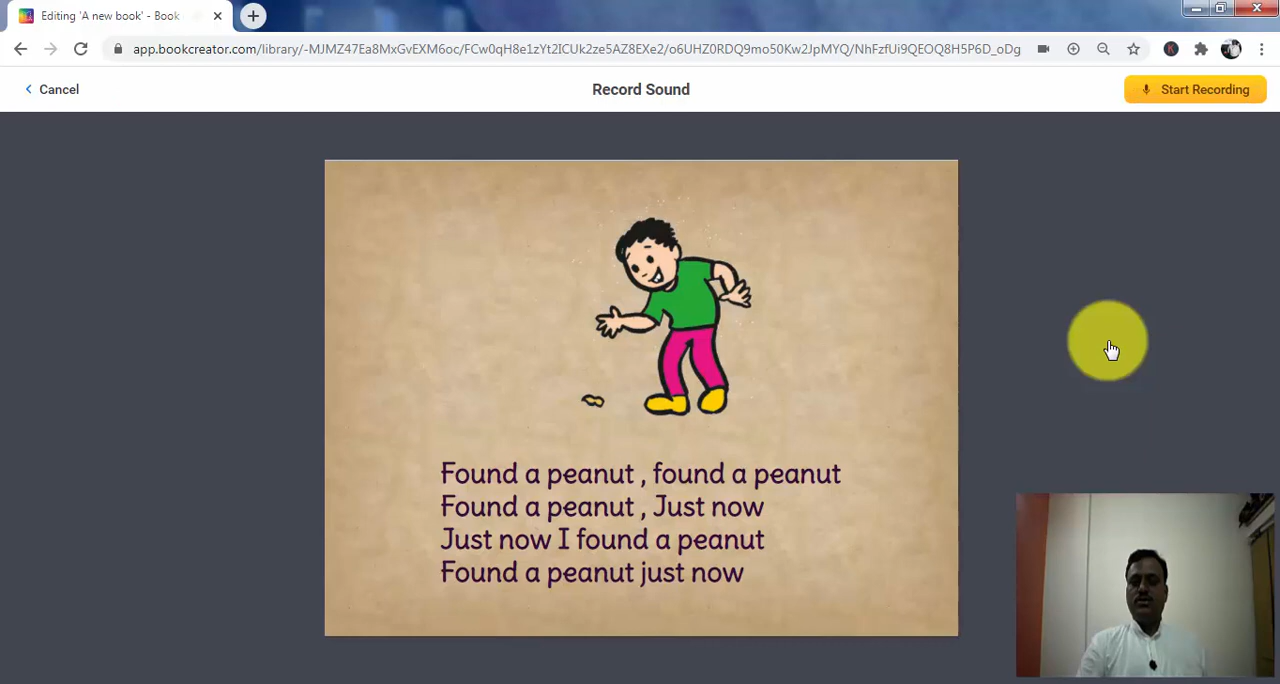 Editing 'A new book' - Book
app.bookcreator.com/library/-MJMZ47Ea8MxGvEXM6oc/FCw0qH8e1zYt2ICUk2ze5AZ8EXe2/o6UHZ0RDQ9mo50Kw2JpMYQ/NhFzfUi9QEOQ8H5P6D_oDg
Cancel
Record Sound
Start Recording
Found a peanut , found a peanut
Found a peanut , Just now
Just now I found a peanut
Found a peanut just now